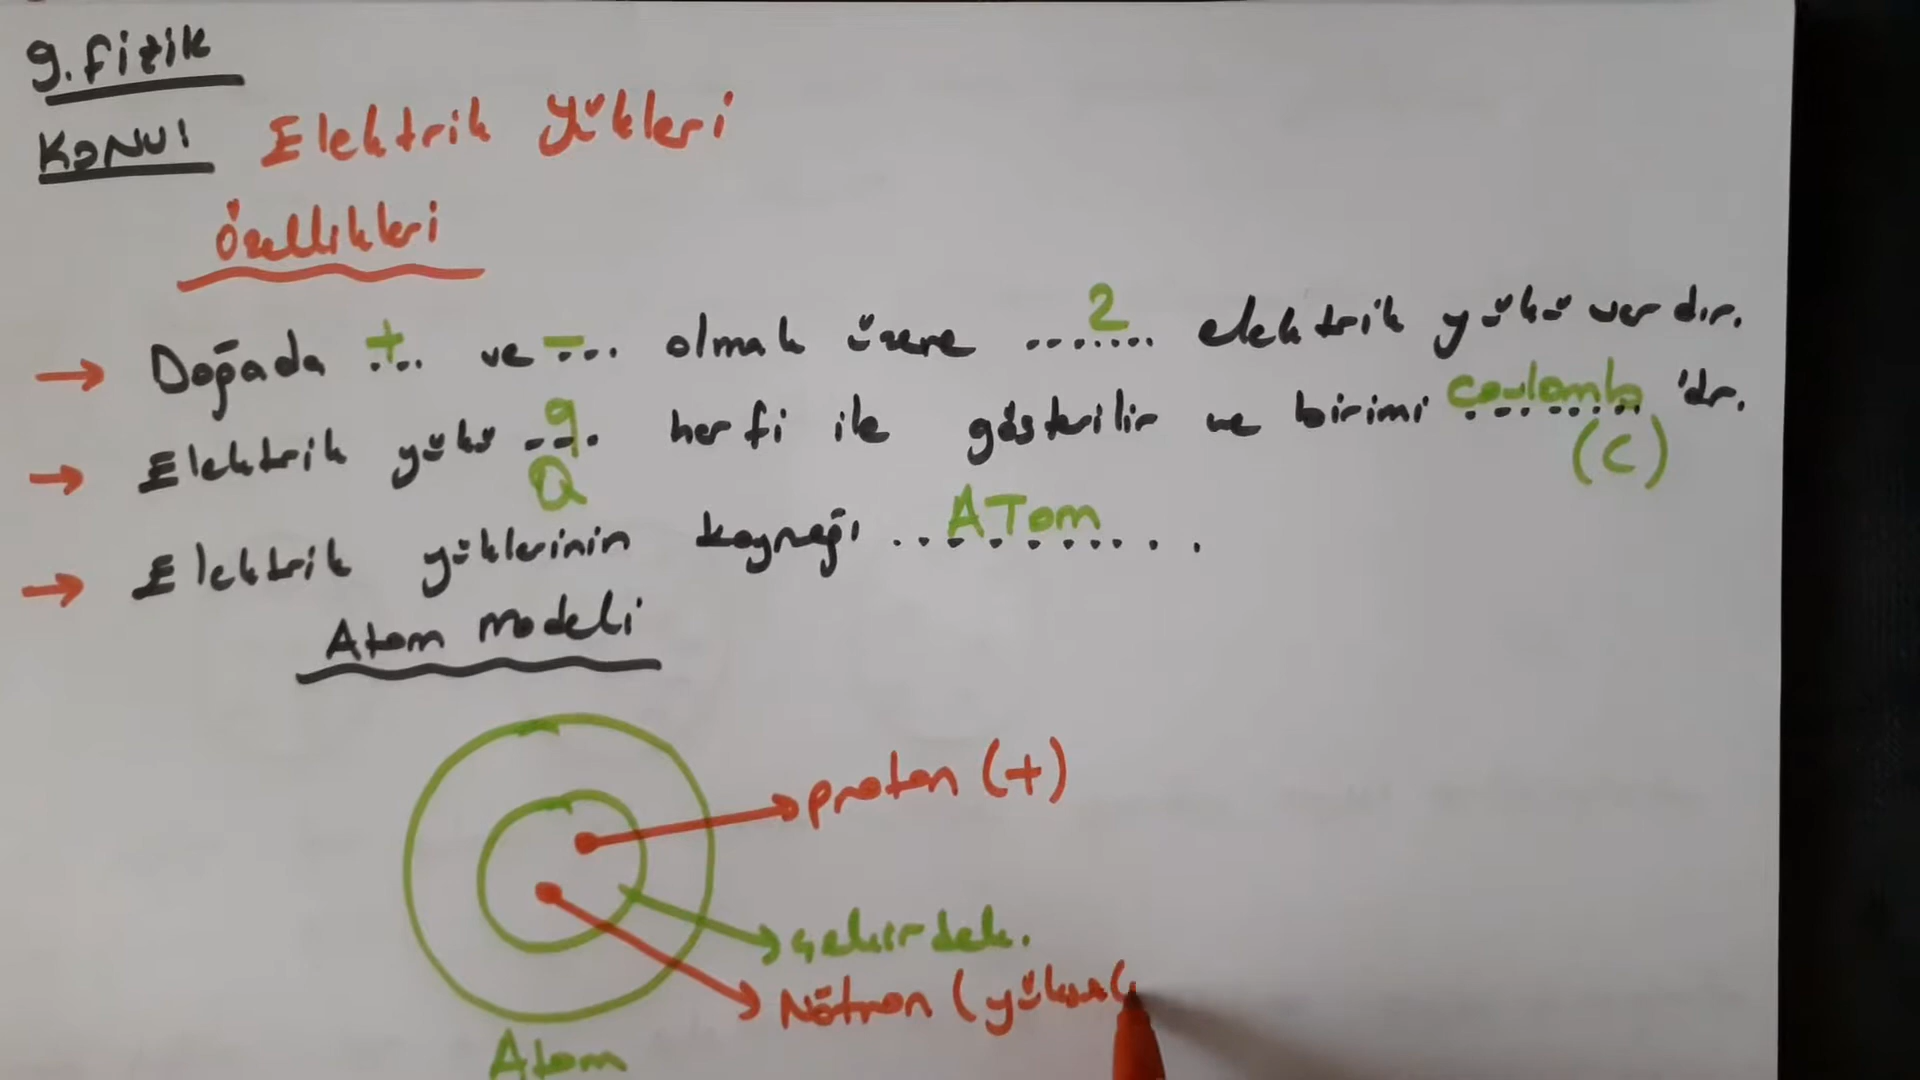 9. fizik
Konu! Elektrik yükleri
özellikleri
→ Doğada + ve - olmak üzere 2 elektrik yükü vardır.
→ Elektrik yükü q harfi ile gösterilir ve birimi coulomb 'dr.
Q (C)
→ Elektrik yüklerinin kaynağı ATom
Atom modeli
proton (+)
çekirdek.
Nötron (yüksü
Atom